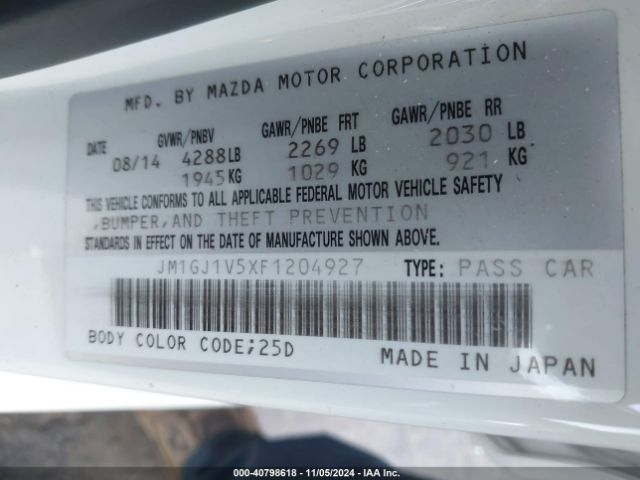 MFD. BY MAZDA MOTOR CORPORATION
DATE GVWR/PNBV GAWR/PNBE FRT GAWR/PNBE RR
08/14 4288LB 2269 LB 2030 LB
1945KG 1029 KG 921 KG
THIS VEHICLE CONFORMS TO ALL APPLICABLE FEDERAL MOTOR VEHICLE SAFETY
,BUMPER,AND THEFT PREVENTION
STANDARDS IN EFFECT ON THE DATE OF MANUFACTURE SHOWN ABOVE.
JM1GJ1V5XF1204927 TYPE: PASS CAR
BODY COLOR CODE;25D MADE IN JAPAN
000-40798618 - 11/05/2024 - IAA Inc.